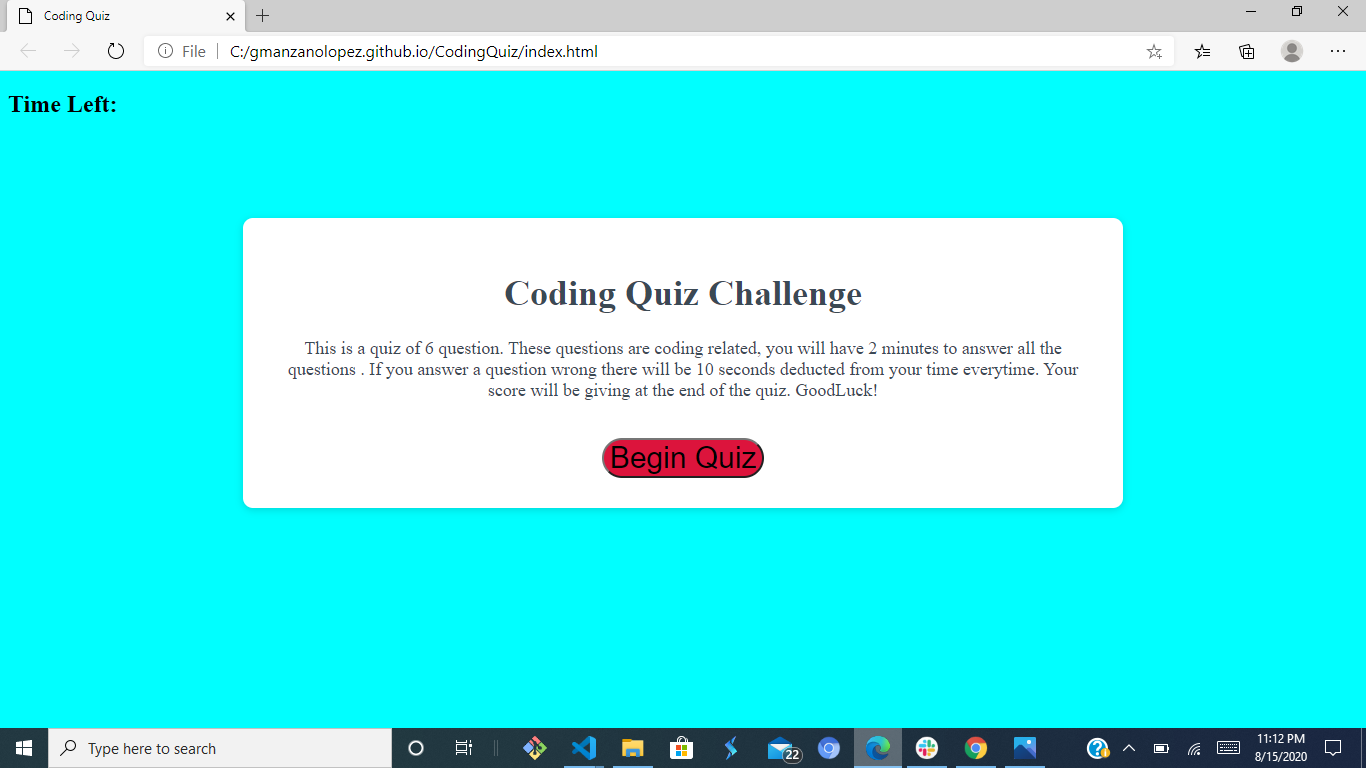 Coding Quiz
File
C:/gmanzanolopez.github.io/CodingQuiz/index.html
Time Left:
Coding Quiz Challenge
This is a quiz of 6 question. These questions are coding related, you will have 2 minutes to answer all the
questions . If you answer a question wrong there will be 10 seconds deducted from your time everytime. Your
score will be giving at the end of the quiz. GoodLuck!
Begin Quiz
Type here to search
22
11:12 PM
8/15/2020